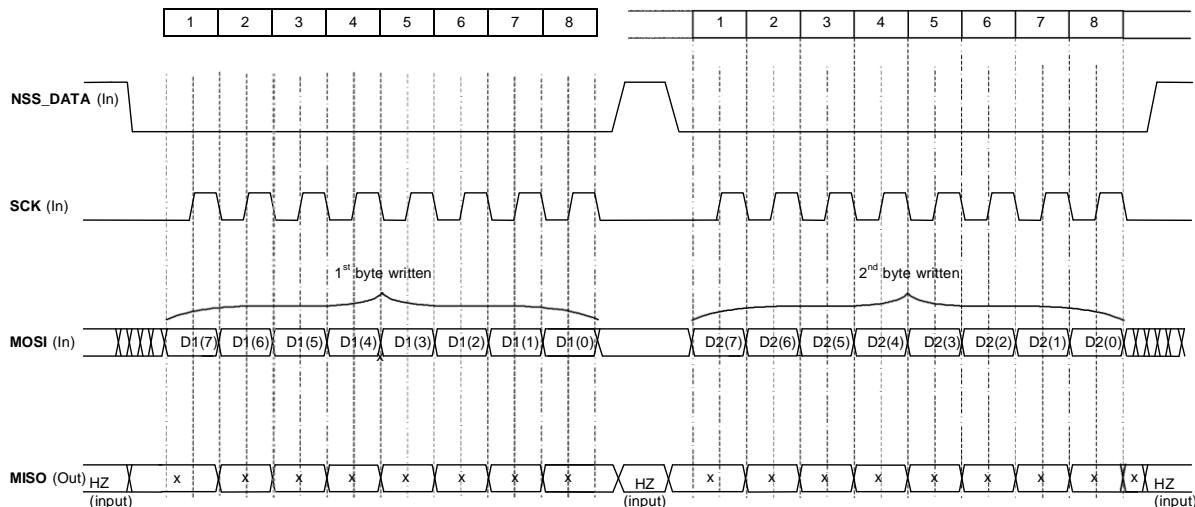 1 2 3 4 5 6 7 8 1 2 3 4 5 6 7 8
NSS_DATA (In)
SCK (In)
1st byte written 2nd byte written
MOSI (In) D1(7) D1(6) D1(5) D1(4) D1(3) D1(2) D1(1) D1(0) D2(7) D2(6) D2(5) D2(4) D2(3) D2(2) D2(1) D2(0)
x
MISO (Out) HZ x x x x x x x x HZ x x x x x x x x x HZ
(input) (input) (input)